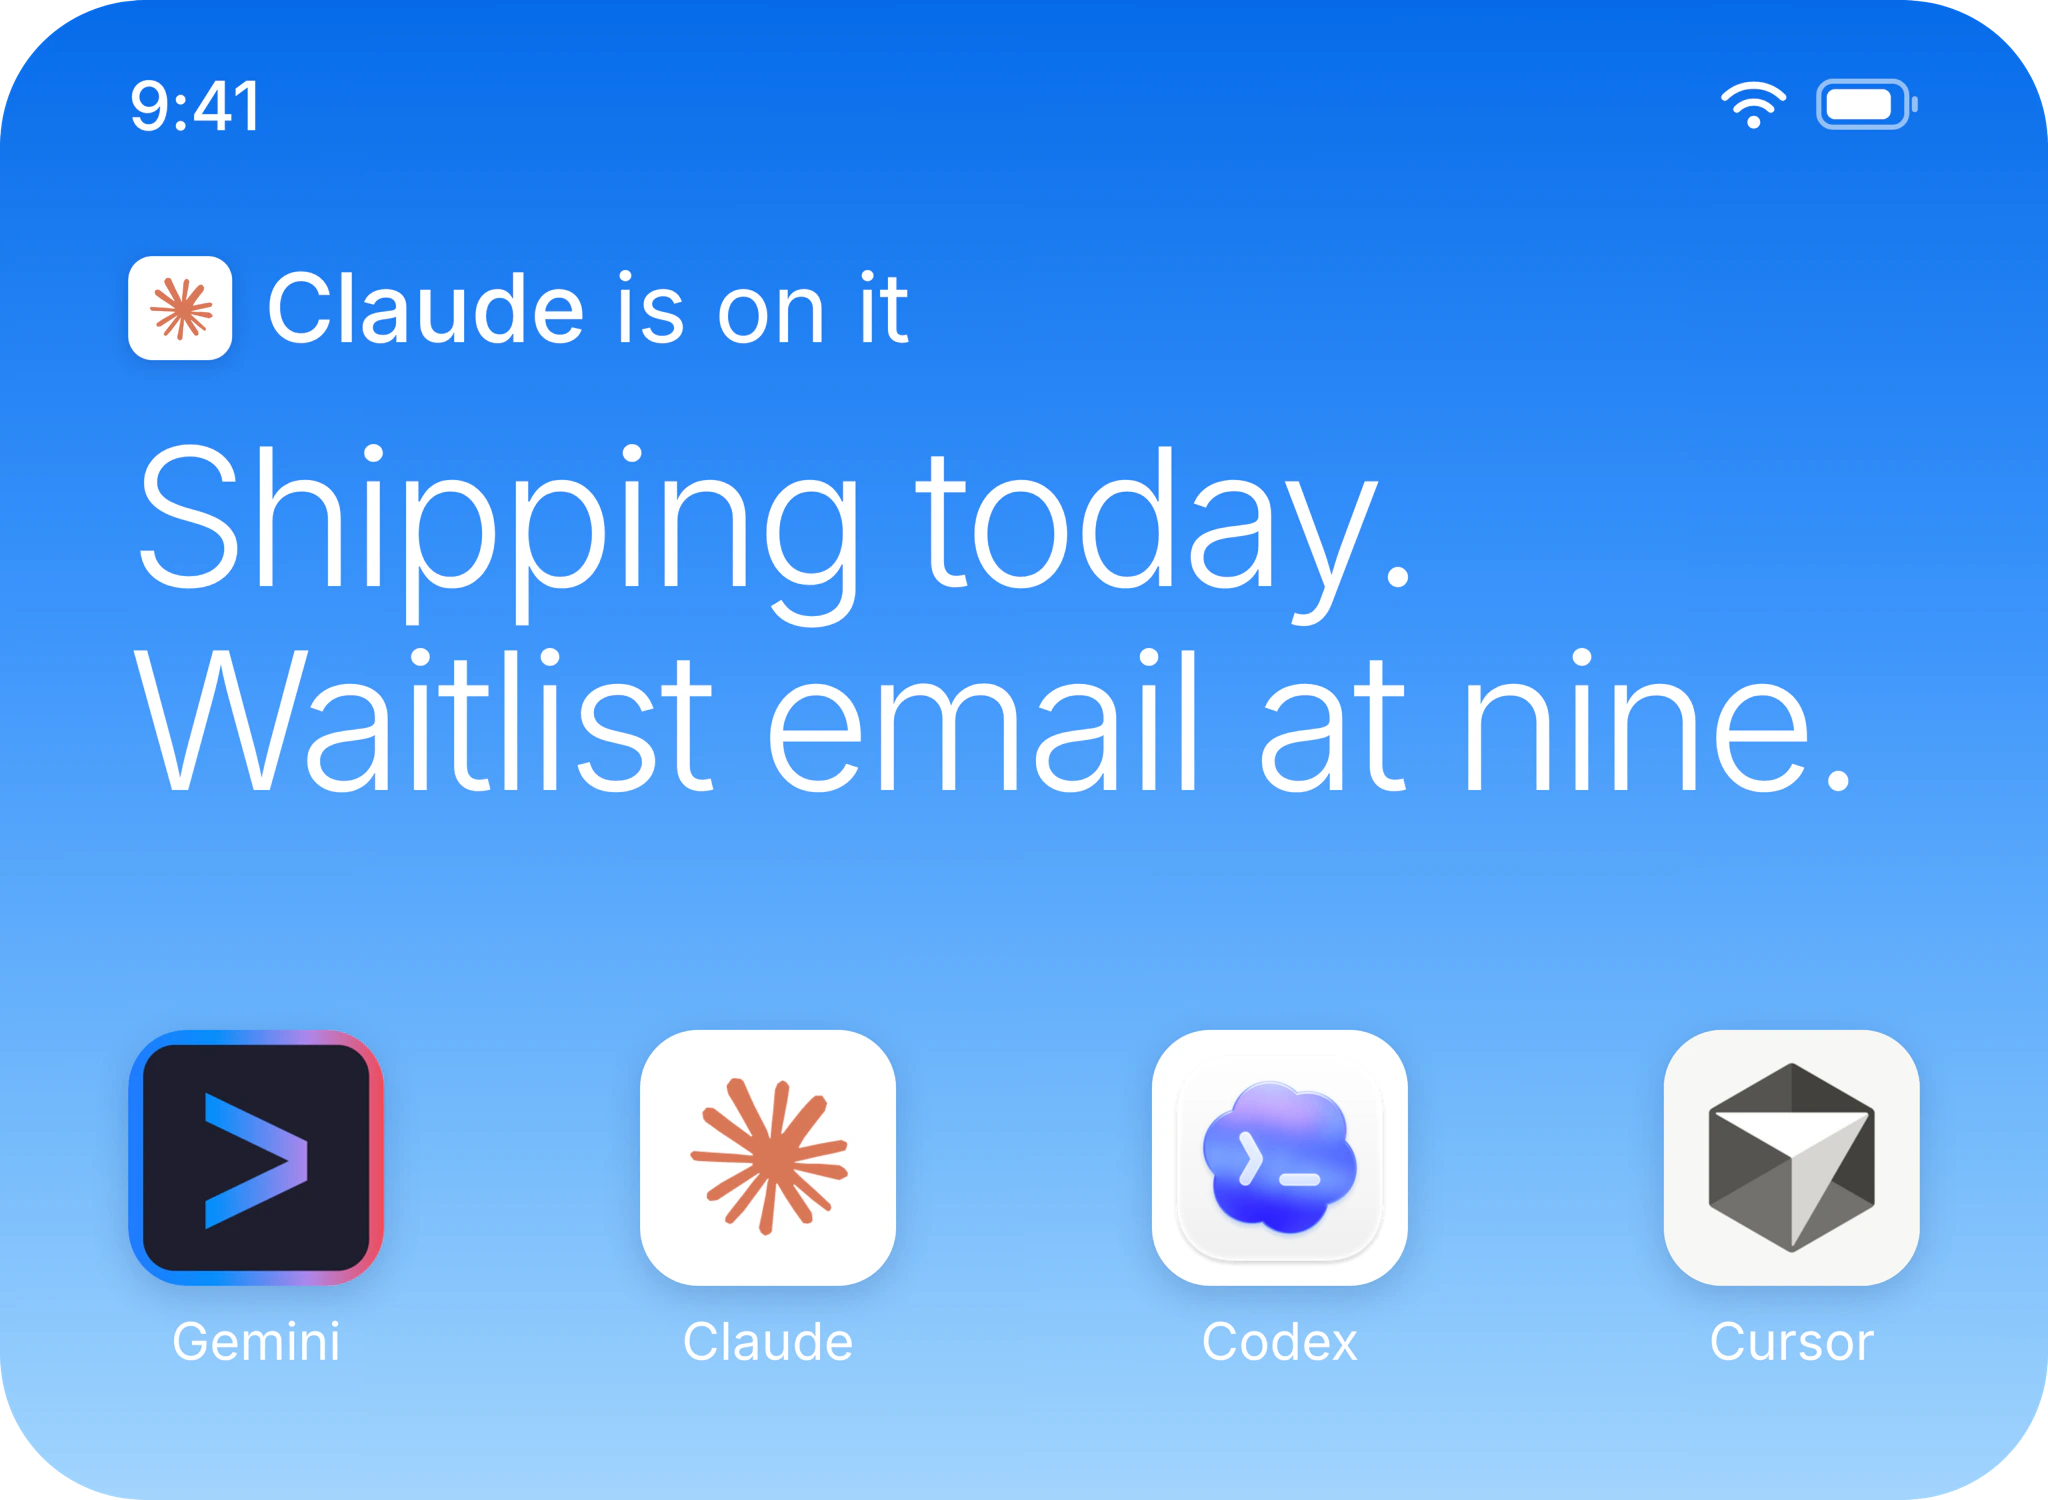 9:41
Claude is on it
Shipping today.
Waitlist email at nine.
Gemini
Claude
Codex
Cursor